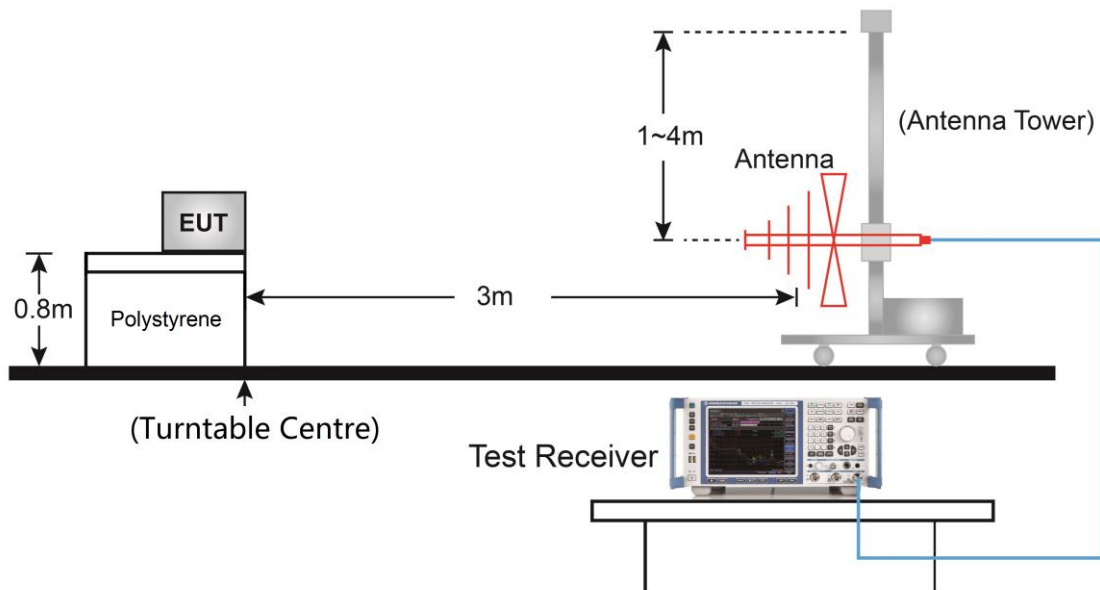 1~4m
(Antenna Tower)
Antenna
EUT
0.8m
Polystyrene
3m
(Turntable Centre)
Test Receiver